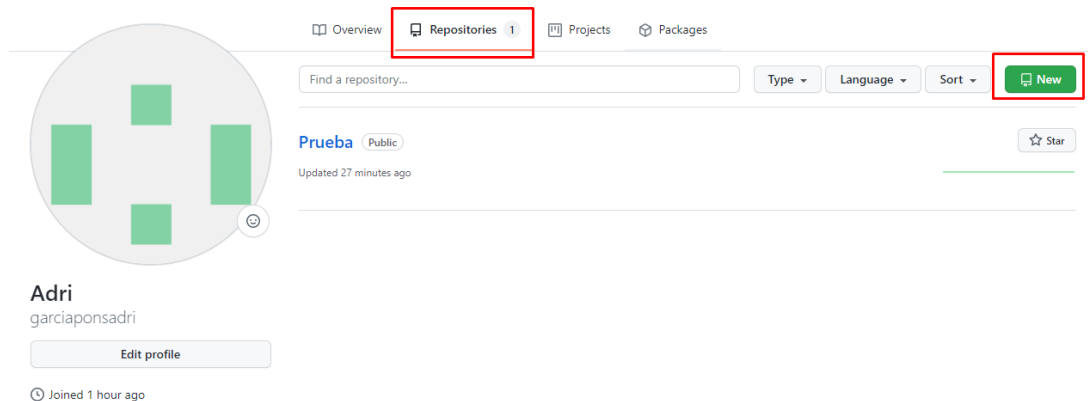 Overview Repositories 1 Projects Packages
Find a repository... Type Language Sort New
Prueba Public Star
Updated 27 minutes ago
Adri
garciaponsadri
Edit profile
Joined 1 hour ago